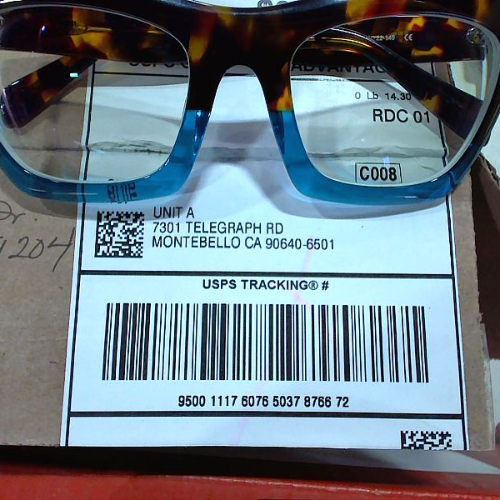 ADVANTAG
0 Lb 14.30
RDC 01
C008
UNIT A
7301 TELEGRAPH RD
MONTEBELLO CA 90640-6501
USPS TRACKING® #
9500 1117 6076 5037 8766 72